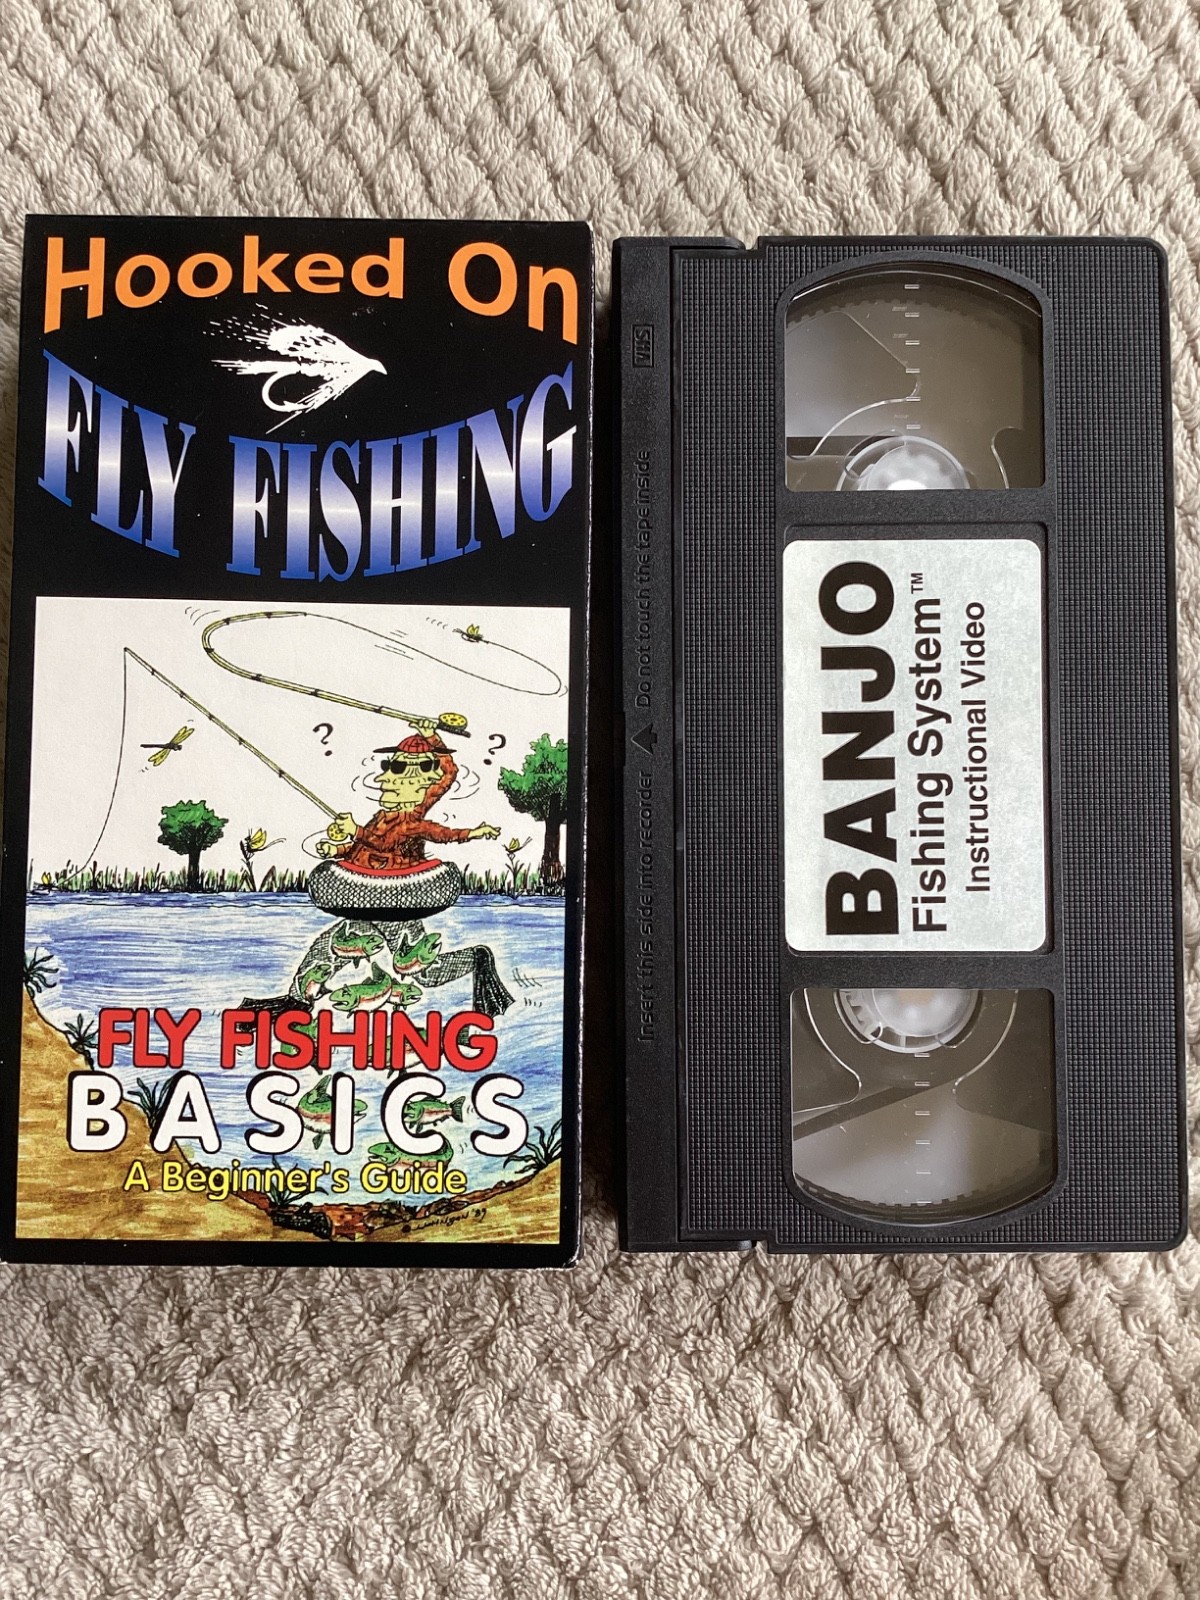 Hooked On
FLY FISHING
? ?
FLY FISHING
BASICS
A Beginner's Guide
'89
VHS
Insert this side into recorder Do not touch the tape inside
BANJO
Fishing System™
Instructional Video